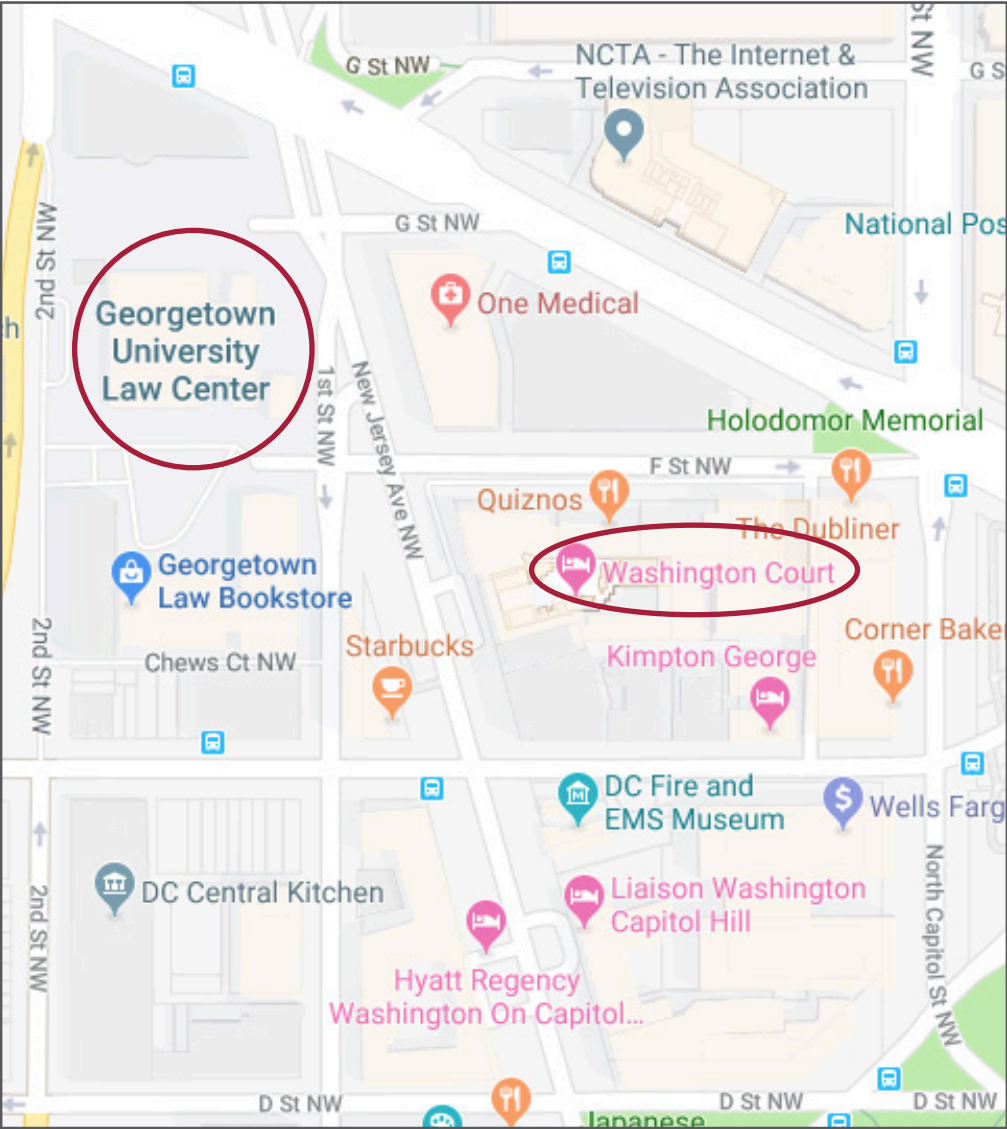 St NW
NCTA - The Internet &
Television Association
G St NW
G S
G St NW
National Pos
2nd St NW
ch
One Medical
Georgetown
University
Law Center
1st St NW
New Jersey Ave NW
Holodomor Memorial
F St NW
Quiznos
The Dubliner
Washington Court
Georgetown
Law Bookstore
2nd St NW
Starbucks
Corner Bake
Chews Ct NW
Kimpton George
DC Fire and
EMS Museum
Wells Farg
DC Central Kitchen
2nd St NW
Liaison Washington
Capitol Hill
North Capitol St NW
Hyatt Regency
Washington On Capitol...
D St NW
D St NW
D St NW
Japanese